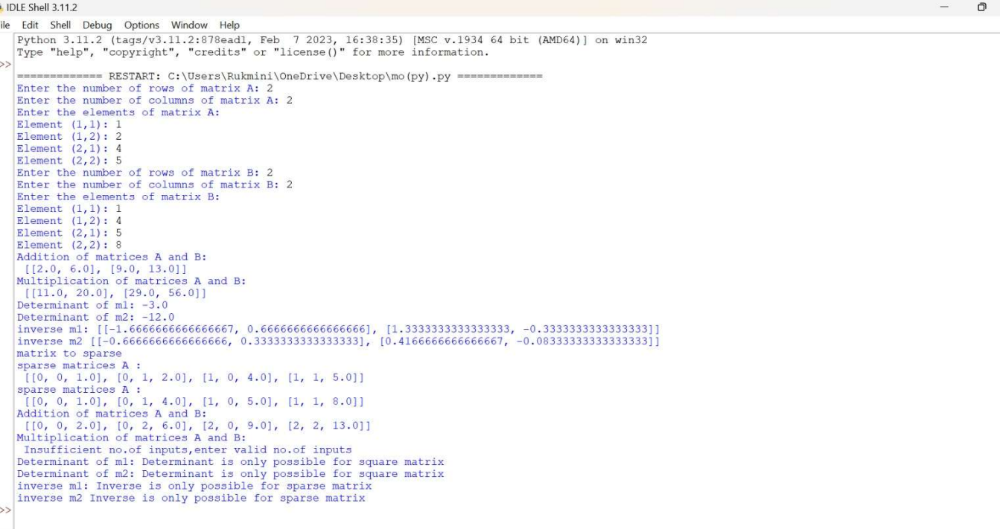 IDLE Shell 3.11.2
ile Edit Shell Debug Options Window Help
Python 3.11.2 (tags/v3.11.2:878ead1, Feb  7 2023, 16:38:35) [MSC v.1934 64 bit (AMD64)] on win32
Type "help", "copyright", "credits" or "license()" for more information.
>>
============= RESTART: C:\Users\Rukmini\OneDrive\Desktop\mo(py).py =============
Enter the number of rows of matrix A: 2
Enter the number of columns of matrix A: 2
Enter the elements of matrix A:
Element (1,1): 1
Element (1,2): 2
Element (2,1): 4
Element (2,2): 5
Enter the number of rows of matrix B: 2
Enter the number of columns of matrix B: 2
Enter the elements of matrix B:
Element (1,1): 1
Element (1,2): 4
Element (2,1): 5
Element (2,2): 8
Addition of matrices A and B:
[[2.0, 6.0], [9.0, 13.0]]
Multiplication of matrices A and B:
[[11.0, 20.0], [29.0, 56.0]]
Determinant of m1: -3.0
Determinant of m2: -12.0
inverse m1: [[-1.6666666666666667, 0.6666666666666666], [1.3333333333333333, -0.3333333333333333]]
inverse m2 [[-0.6666666666666666, 0.3333333333333333], [0.4166666666666667, -0.08333333333333333]]
matrix to sparse
sparse matrices A :
[[0, 0, 1.0], [0, 1, 2.0], [1, 0, 4.0], [1, 1, 5.0]]
sparse matrices A :
[[0, 0, 1.0], [0, 1, 4.0], [1, 0, 5.0], [1, 1, 8.0]]
Addition of matrices A and B:
[[0, 0, 2.0], [0, 2, 6.0], [2, 0, 9.0], [2, 2, 13.0]]
Multiplication of matrices A and B:
Insufficient no.of inputs,enter valid no.of inputs
Determinant of m1: Determinant is only possible for square matrix
Determinant of m2: Determinant is only possible for square matrix
inverse m1: Inverse is only possible for sparse matrix
inverse m2 Inverse is only possible for sparse matrix
>>